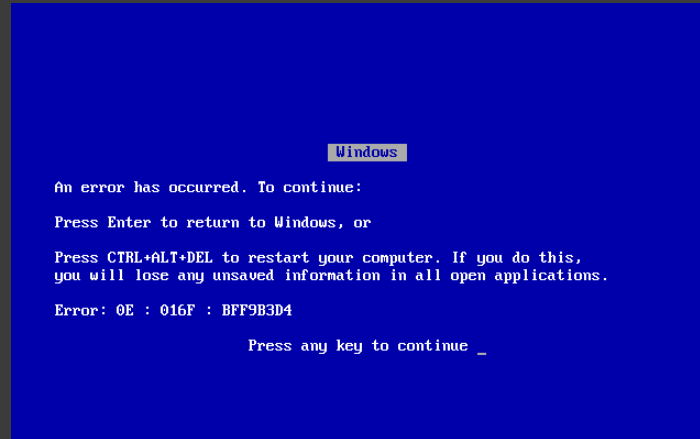 Windows
An error has occurred. To continue:
Press Enter to return to Windows, or
Press CTRL+ALT+DEL to restart your computer. If you do this,
you will lose any unsaved information in all open applications.
Error: 0E : 016F : BFF9B3D4
Press any key to continue _